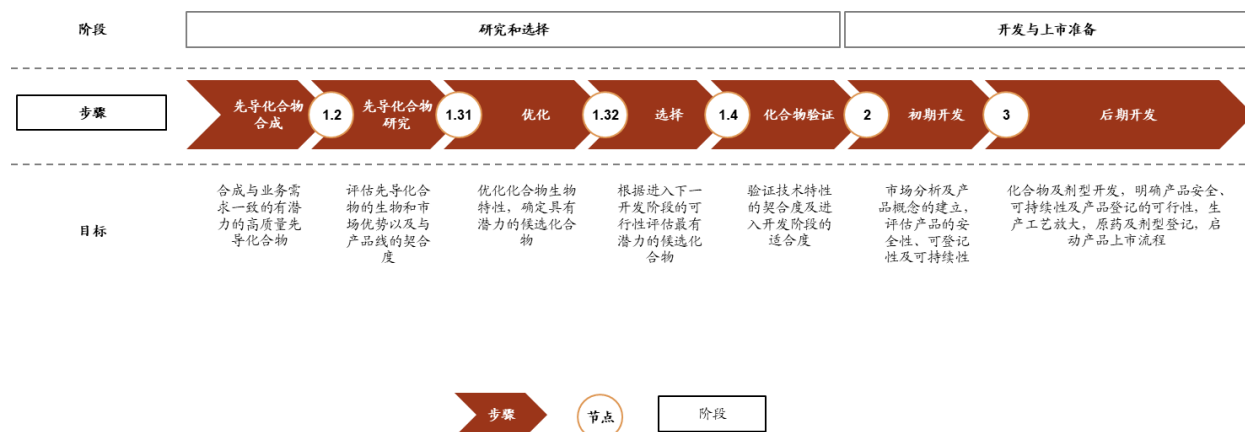 阶段
研究和选择
开发与上市准备
步骤
先导化合物
合成
1.2
先导化合物
研究
1.31
优化
1.32
选择
1.4
化合物验证
2
初期开发
3
后期开发
目标
合成与业务需
求一致的有潜
力的高质量先
导化合物
评估先导化合
物的生物和市
场优势以及与
产品线的契合
度
优化化合物生物
特性，确定具有
潜力的候选化合
物
根据进入下一
开发阶段的可
行性评估最有
潜力的候选化
合物
验证技术特性
的契合度及进
入开发阶段的
适合度
市场分析及产
品概念的建立，
评估产品的安
全性、可登记
性及可持续性
化合物及剂型开发，明确产品安全、
可持续性及产品登记的可行性，生
产工艺放大，原药及剂型登记，启
动产品上市流程
步骤
节点
阶段